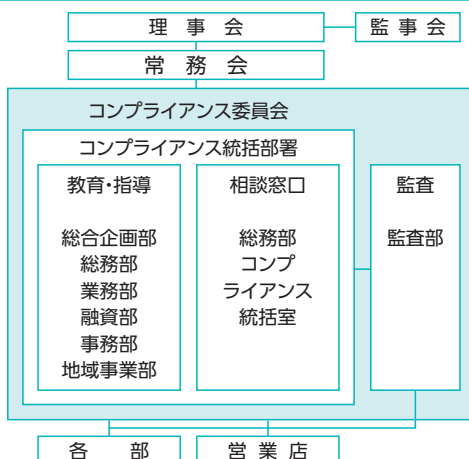 理事会
監事会
常務会
コンプライアンス委員会
コンプライアンス統括部署
教育・指導
総合企画部
総務部
業務部
融資部
事務部
地域事業部
相談窓口
総務部
コンプ
ライアンス
統括室
監査
監査部
各部
営業店